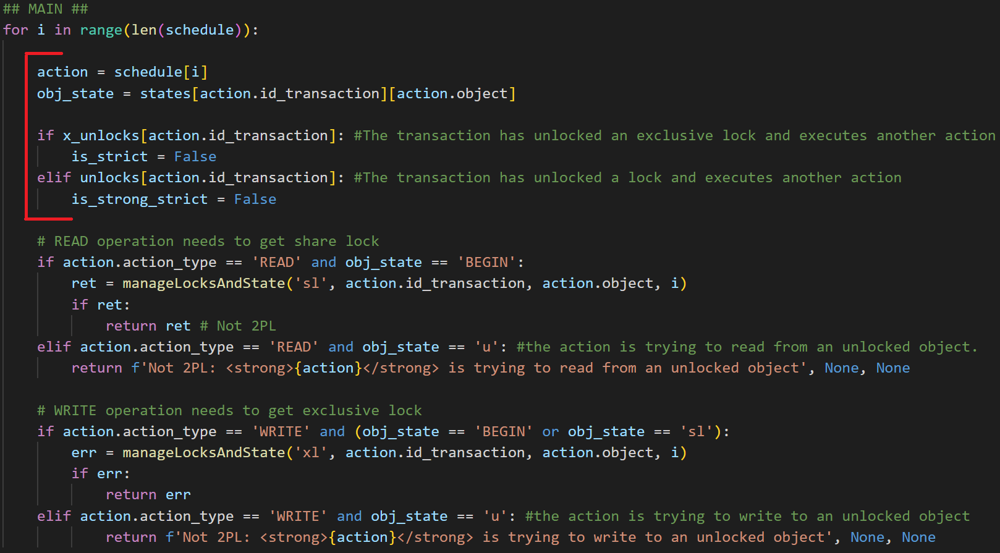 ## MAIN ##
for i in range(len(schedule)):
action = schedule[i]
obj_state = states[action.id_transaction][action.object]
if x_unlocks[action.id_transaction]: #The transaction has unlocked an exclusive lock and executes another action
is_strict = False
elif unlocks[action.id_transaction]: #The transaction has unlocked a lock and executes another action
is_strong_strict = False
# READ operation needs to get share lock
if action.action_type == 'READ' and obj_state == 'BEGIN':
ret = manageLocksAndState('sl', action.id_transaction, action.object, i)
if ret:
return ret # Not 2PL
elif action.action_type == 'READ' and obj_state == 'u': #the action is trying to read from an unlocked object.
return f'Not 2PL: <strong>{action}</strong> is trying to read from an unlocked object', None, None
# WRITE operation needs to get exclusive lock
if action.action_type == 'WRITE' and (obj_state == 'BEGIN' or obj_state == 'sl'):
err = manageLocksAndState('xl', action.id_transaction, action.object, i)
if err:
return err
elif action.action_type == 'WRITE' and obj_state == 'u': #the action is trying to write to an unlocked object
return f'Not 2PL: <strong>{action}</strong> is trying to write to an unlocked object', None, None